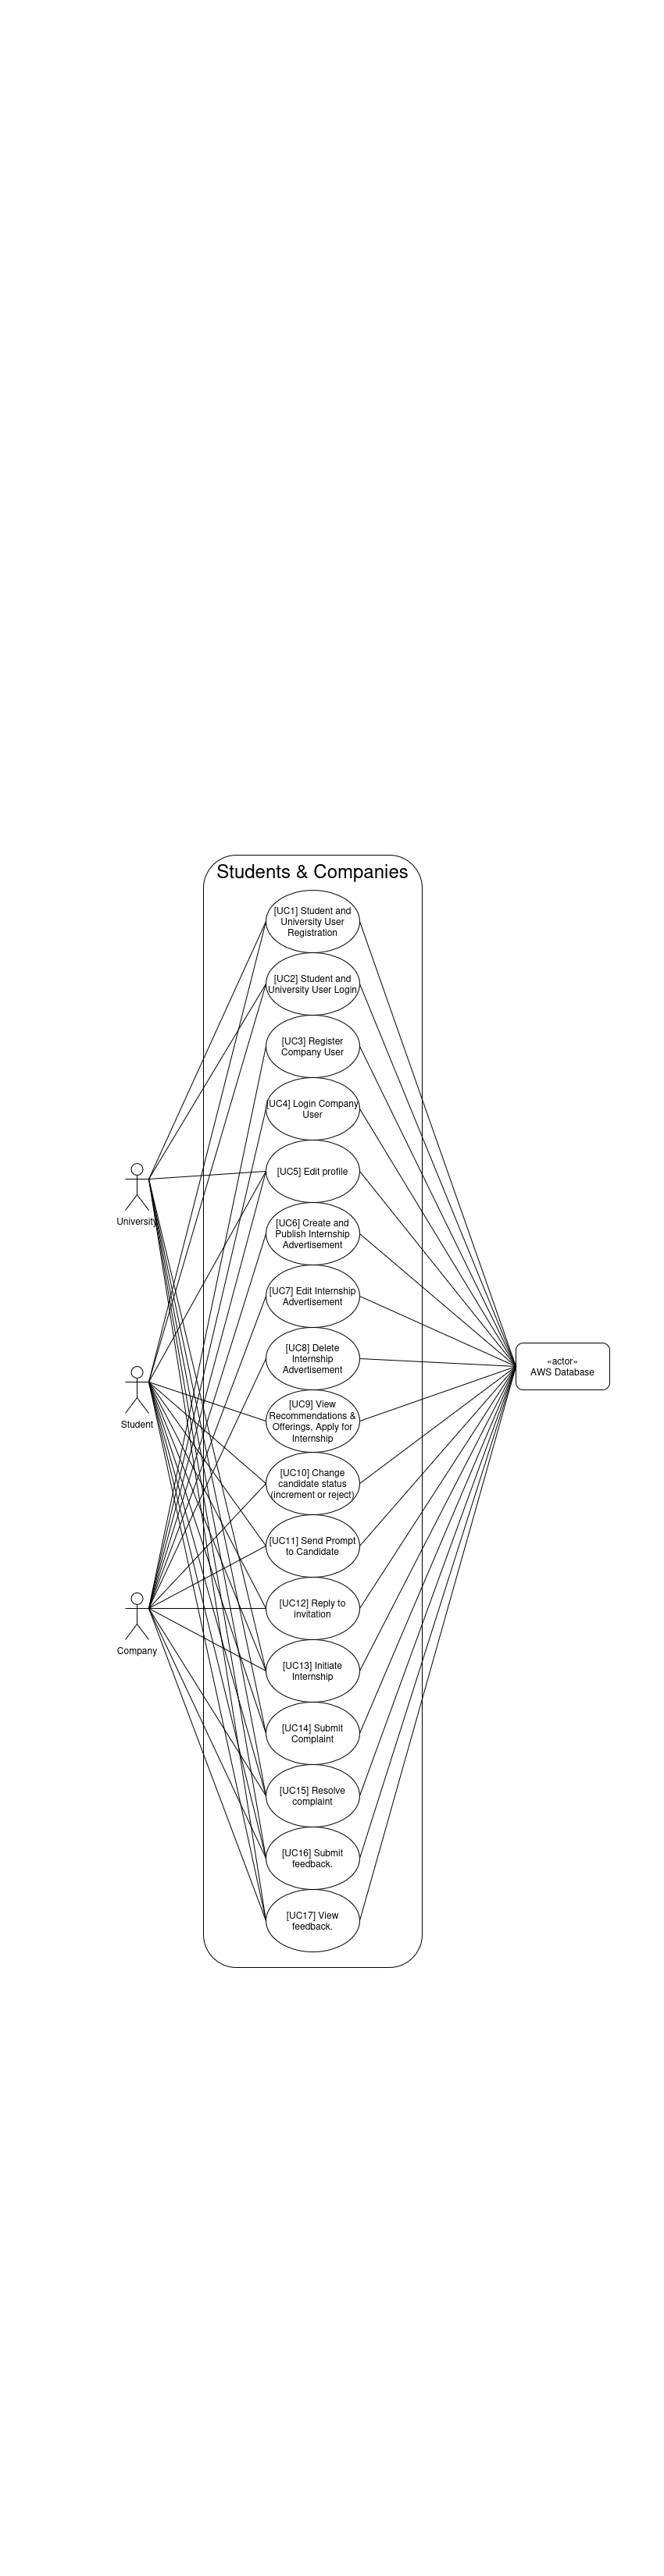 Students & Companies
[UC1] Student and
University User
Registration
[UC2] Student and
University User Login
[UC3] Register
Company User
[UC4] Login Company
User
[UC5] Edit profile
University
[UC6] Create and
Publish Internship
Advertisement
[UC7] Edit Internship
Advertisement
[UC8] Delete
Internship
Advertisement
«actor»
AWS Database
Student
[UC9] View
Recommendations &
Offerings, Apply for
Internship
[UC10] Change
candidate status
(increment or reject)
[UC11] Send Prompt
to Candidate
[UC12] Reply to
invitation
Company
[UC13] Initiate
Internship
[UC14] Submit
Complaint
[UC15] Resolve
complaint
[UC16] Submit
feedback.
[UC17] View
feedback.